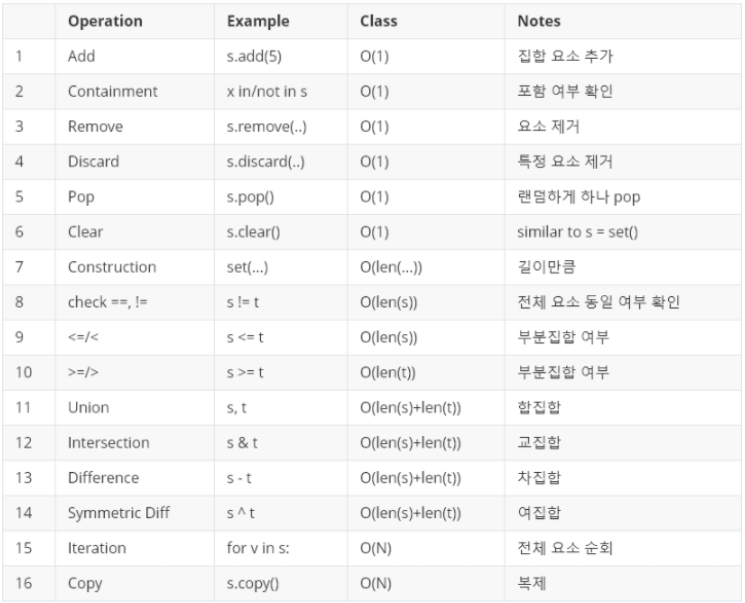 Operation Example Class Notes
1 Add s.add(5) O(1) 집합 요소 추가
2 Containment x in/not in s O(1) 포함 여부 확인
3 Remove s.remove(..) O(1) 요소 제거
4 Discard s.discard(..) O(1) 특정 요소 제거
5 Pop s.pop() O(1) 랜덤하게 하나 pop
6 Clear s.clear() O(1) similar to s = set()
7 Construction set(...) O(len(...)) 길이만큼
8 check ==, != s != t O(len(s)) 전체 요소 동일 여부 확인
9 <=/< s <= t O(len(s)) 부분집합 여부
10 >=/> s >= t O(len(t)) 부분집합 여부
11 Union s, t O(len(s)+len(t)) 합집합
12 Intersection s & t O(len(s)+len(t)) 교집합
13 Difference s - t O(len(s)+len(t)) 차집합
14 Symmetric Diff s ^ t O(len(s)+len(t)) 여집합
15 Iteration for v in s: O(N) 전체 요소 순회
16 Copy s.copy() O(N) 복제